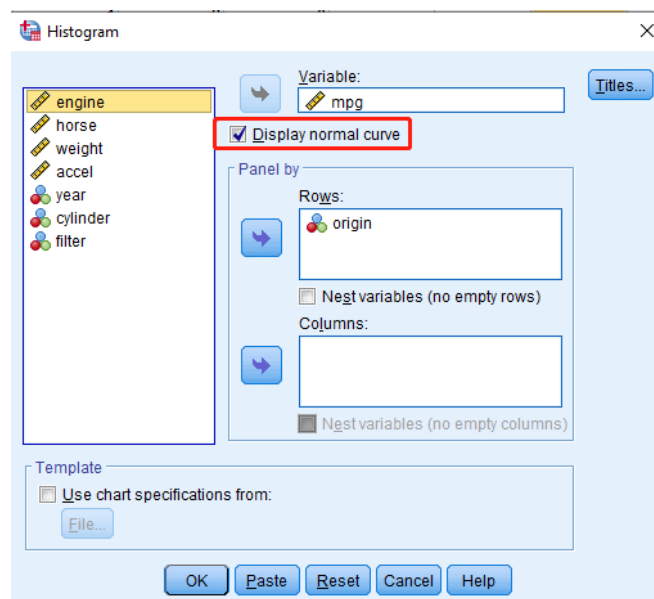 Histogram
engine
horse
weight
accel
year
cylinder
filter
Variable:
mpg
Titles...
Display normal curve
Panel by
Rows:
origin
Nest variables (no empty rows)
Columns:
Nest variables (no empty columns)
Template
Use chart specifications from:
File...
OK Paste Reset Cancel Help